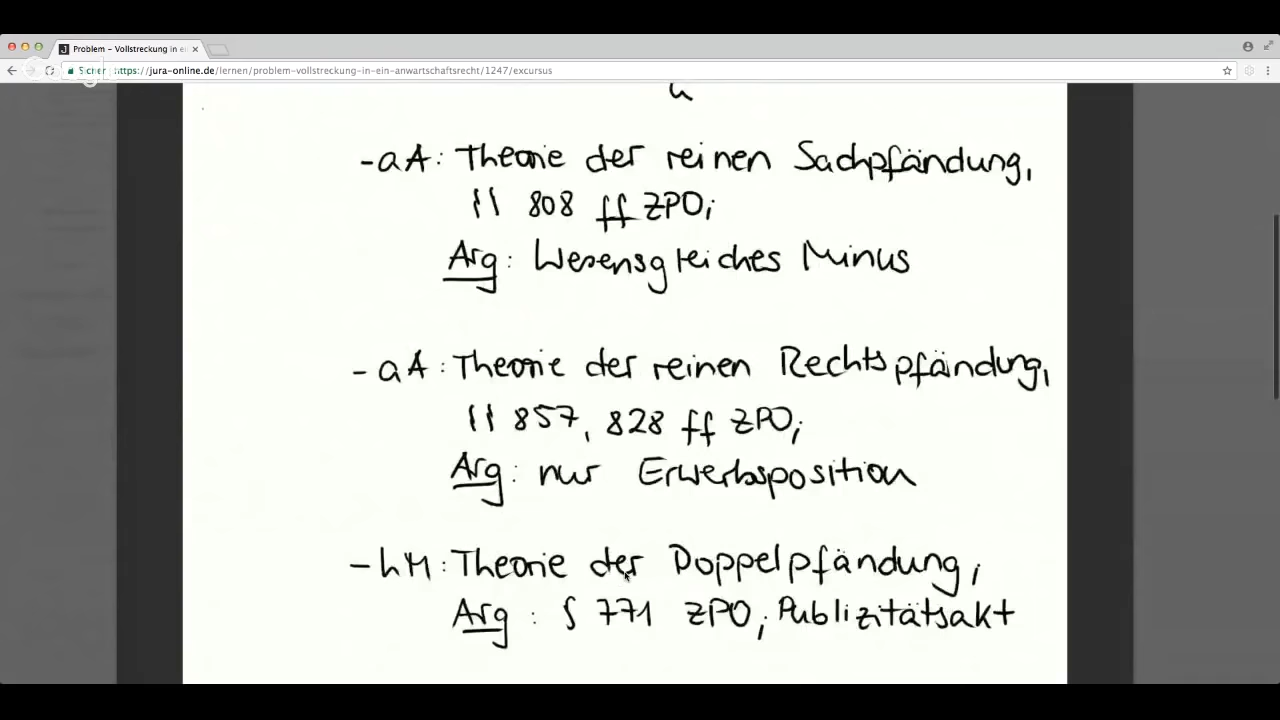 Problem - Vollstreckung in ei
Sicher https://jura-online.de/lernen/problem-vollstreckung-in-ein-anwartschaftsrecht/1247/excursus
- aA: Theorie der reinen Sachpfändung,
§§ 808 ff ZPO;
Arg: Wesensgleiches Minus
- aA: Theorie der reinen Rechtspfändung,
§§ 857, 828 ff ZPO;
Arg: nur Erwerbsposition
- hM: Theorie der Doppelpfändung;
Arg: § 771 ZPO; Publizitätsakt